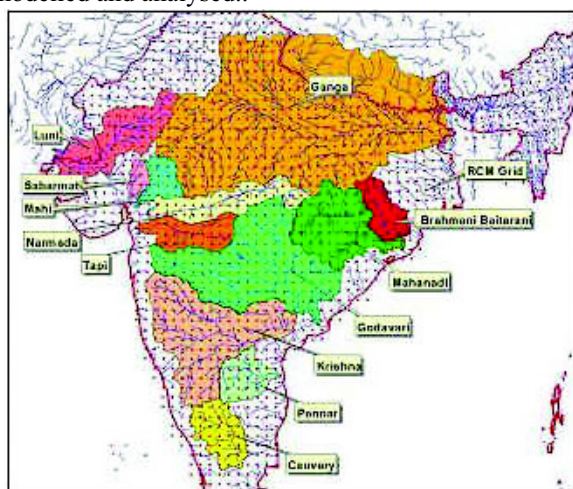 modelled and analysed..
Ganga
Luni
RCM Grid
Sabarmati
Mahi
Brahmani Baitarani
Narmada
Tapi
Mahanadi
Godavari
Krishna
Pennar
Cauvery